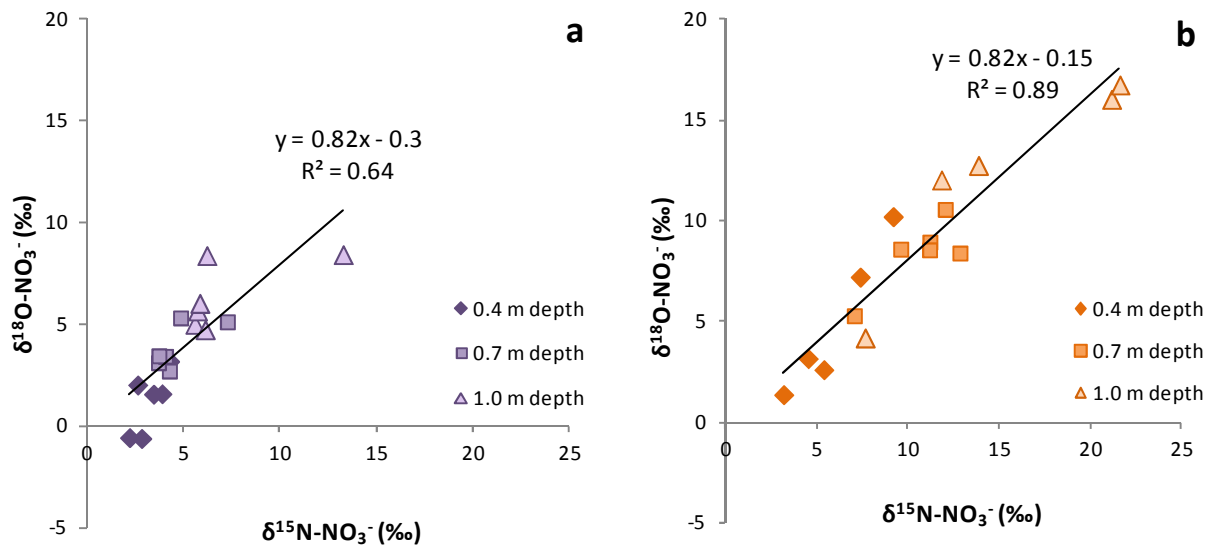 a
20
15
10
5
0
-5
0 5 10 15 20 25
y = 0.82x - 0.3
R² = 0.64
0.4 m depth
0.7 m depth
1.0 m depth
δ¹⁸O-NO₃⁻ (‰)
δ¹⁵N-NO₃⁻ (‰)
b
20
15
10
5
0
-5
0 5 10 15 20 25
y = 0.82x - 0.15
R² = 0.89
0.4 m depth
0.7 m depth
1.0 m depth
δ¹⁸O-NO₃⁻ (‰)
δ¹⁵N-NO₃⁻ (‰)